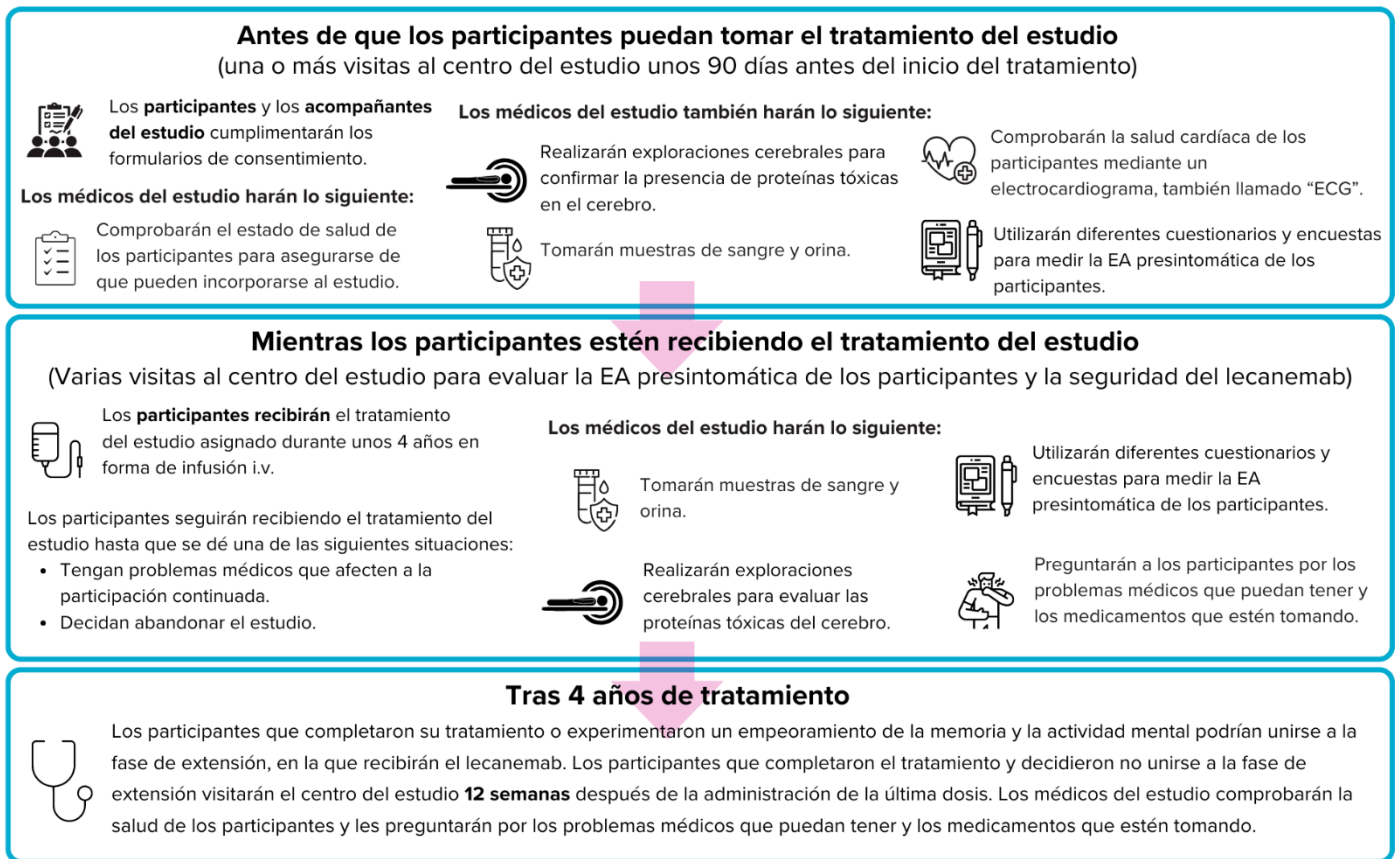 Antes de que los participantes puedan tomar el tratamiento del estudio
(una o más visitas al centro del estudio unos 90 días antes del inicio del tratamiento)
Los participantes y los acompañantes
del estudio cumplimentarán los
formularios de consentimiento.
Los médicos del estudio harán lo siguiente:
Comprobarán el estado de salud de
los participantes para asegurarse de
que pueden incorporarse al estudio.
Los médicos del estudio también harán lo siguiente:
Realizarán exploraciones cerebrales para
confirmar la presencia de proteínas tóxicas
en el cerebro.
Tomarán muestras de sangre y orina.
Comprobarán la salud cardíaca de los
participantes mediante un
electrocardiograma, también llamado “ECG”.
Utilizarán diferentes cuestionarios y encuestas
para medir la EA presintomática de los
participantes.
Mientras los participantes estén recibiendo el tratamiento del estudio
(Varias visitas al centro del estudio para evaluar la EA presintomática de los participantes y la seguridad del lecanemab)
Los participantes recibirán el tratamiento
del estudio asignado durante unos 4 años en
forma de infusión i.v.
Los participantes seguirán recibiendo el tratamiento del
estudio hasta que se dé una de las siguientes situaciones:
• Tengan problemas médicos que afecten a la
participación continuada.
• Decidan abandonar el estudio.
Los médicos del estudio harán lo siguiente:
Tomarán muestras de sangre y
orina.
Realizarán exploraciones
cerebrales para evaluar las
proteínas tóxicas del cerebro.
Utilizarán diferentes cuestionarios y
encuestas para medir la EA
presintomática de los participantes.
Preguntarán a los participantes por los
problemas médicos que puedan tener y
los medicamentos que estén tomando.
Tras 4 años de tratamiento
Los participantes que completaron su tratamiento o experimentaron un empeoramiento de la memoria y la actividad mental podrían unirse a la
fase de extensión, en la que recibirán el lecanemab. Los participantes que completaron el tratamiento y decidieron no unirse a la fase de
extensión visitarán el centro del estudio 12 semanas después de la administración de la última dosis. Los médicos del estudio comprobarán la
salud de los participantes y les preguntarán por los problemas médicos que puedan tener y los medicamentos que estén tomando.